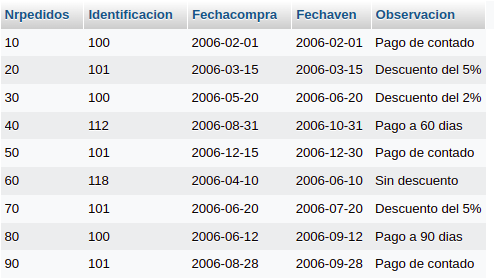 Nrpedidos Identificacion Fechacompra Fechaven Observacion
10 100 2006-02-01 2006-02-01 Pago de contado
20 101 2006-03-15 2006-03-15 Descuento del 5%
30 100 2006-05-20 2006-06-20 Descuento del 2%
40 112 2006-08-31 2006-10-31 Pago a 60 dias
50 101 2006-12-15 2006-12-30 Pago de contado
60 118 2006-04-10 2006-06-10 Sin descuento
70 101 2006-06-20 2006-07-20 Descuento del 5%
80 100 2006-06-12 2006-09-12 Pago a 90 dias
90 101 2006-08-28 2006-09-28 Pago de contado